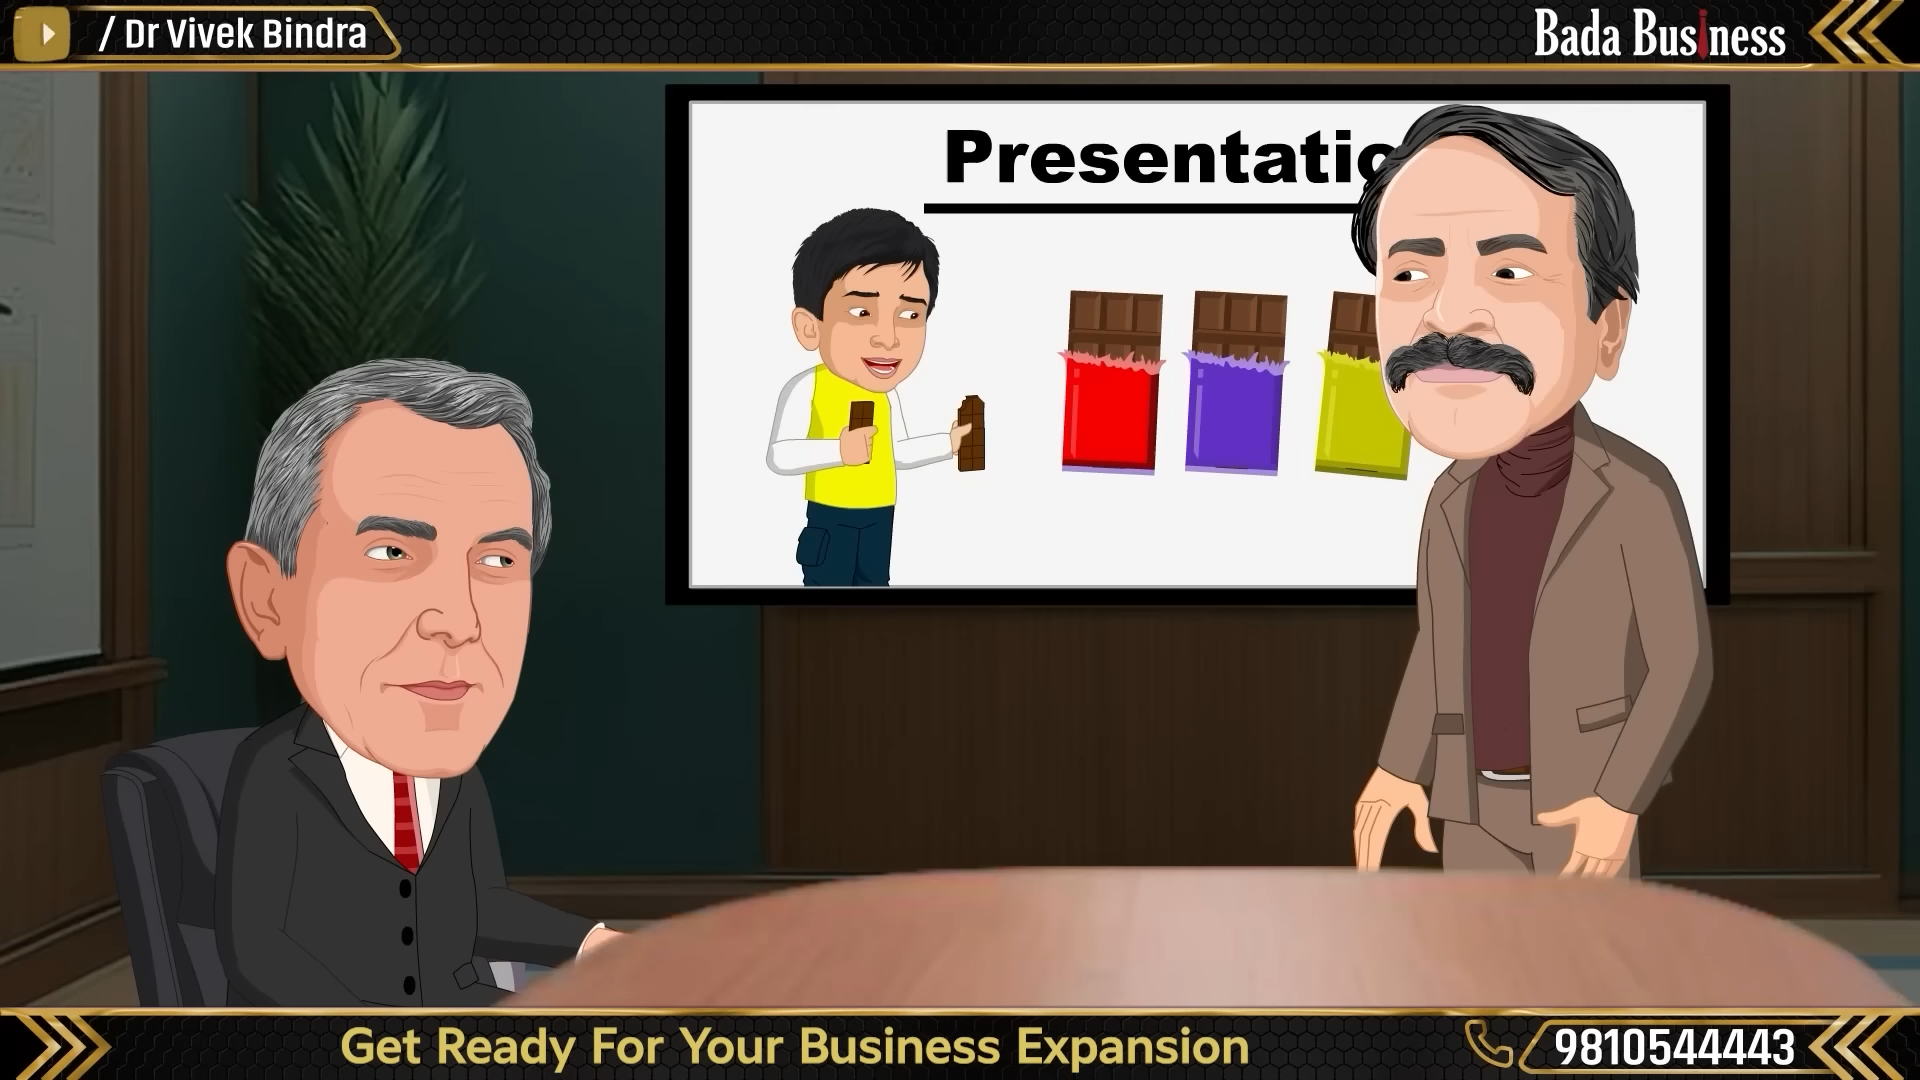 / Dr Vivek Bindra
Bada Business
Presentatio
Get Ready For Your Business Expansion
9810544443